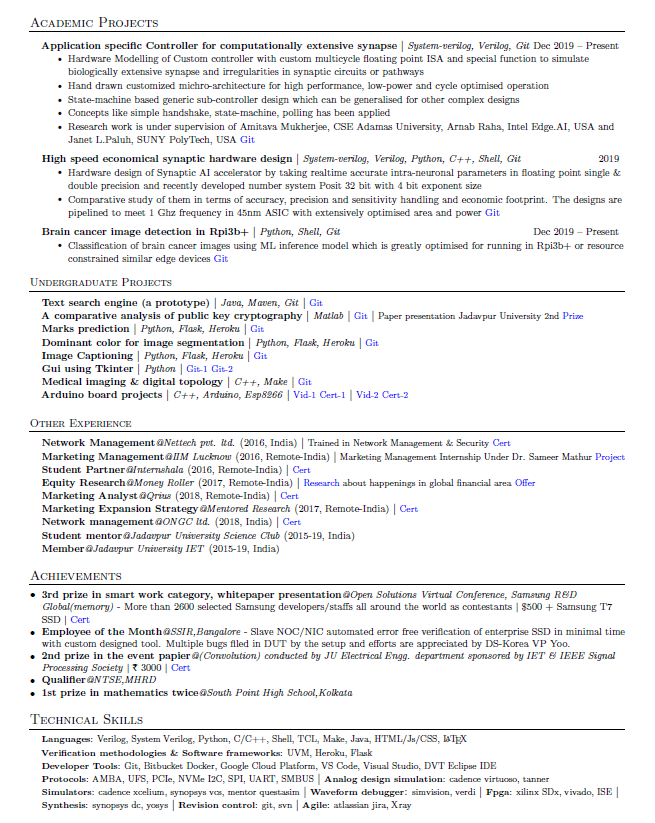 Academic Projects
Application specific Controller for computationally extensive synapse | System-verilog, Verilog, Git Dec 2019 – Present
• Hardware Modelling of Custom controller with custom multicycle floating point ISA and special function to simulate
biologically extensive synapse and irregularities in synaptic circuits or pathways
• Hand drawn customized michro-architecture for high performance, low-power and cycle optimised operation
• State-machine based generic sub-controller design which can be generalised for other complex designs
• Concepts like simple handshake, state-machine, polling has been applied
• Research work is under supervision of Amitava Mukherjee, CSE Adamas University, Arnab Raha, Intel Edge.AI, USA and
Janet L.Paluh, SUNY PolyTech, USA Git
High speed economical synaptic hardware design | System-verilog, Verilog, Python, C++, Shell, Git 2019
• Hardware design of Synaptic AI accelerator by taking realtime accurate intra-neuronal parameters in floating point single &
double precision and recently developed number system Posit 32 bit with 4 bit exponent size
• Comparative study of them in terms of accuracy, precision and sensitivity handling and economic footprint. The designs are
pipelined to meet 1 Ghz frequency in 45nm ASIC with extensively optimised area and power Git
Brain cancer image detection in Rpi3b+ | Python, Shell, Git Dec 2019 – Present
• Classification of brain cancer images using ML inference model which is greatly optimised for running in Rpi3b+ or resource
constrained similar edge devices Git
Undergraduate Projects
Text search engine (a prototype) | Java, Maven, Git | Git
A comparative analysis of public key cryptography | Matlab | Git | Paper presentation Jadavpur University 2nd Prize
Marks prediction | Python, Flask, Heroku | Git
Dominant color for image segmentation | Python, Flask, Heroku | Git
Image Captioning | Python, Flask, Heroku | Git
Gui using Tkinter | Python | Git-1 Git-2
Medical imaging & digital topology | C++, Make | Git
Arduino board projects | C++, Arduino, Esp8266 | Vid-1 Cert-1 | Vid-2 Cert-2
Other Experience
Network Management@Nettech pvt. ltd. (2016, India) | Trained in Network Management & Security Cert
Marketing Management@IIM Lucknow (2016, Remote-India) | Marketing Management Internship Under Dr. Sameer Mathur Project
Student Partner@Internshala (2016, Remote-India) | Cert
Equity Research@Money Roller (2017, Remote-India) | Research about happenings in global financial area Offer
Marketing Analyst@Qrius (2018, Remote-India) | Cert
Marketing Expansion Strategy@Mentored Research (2017, Remote-India) | Cert
Network management@ONGC ltd. (2018, India) | Cert
Student mentor@Jadavpur University Science Club (2015-19, India)
Member@Jadavpur University IET (2015-19, India)
Achievements
• 3rd prize in smart work category, whitepaper presentation@Open Solutions Virtual Conference, Samsung R&D
Global(memory) - More than 2600 selected Samsung developers/staffs all around the world as contestants | $500 + Samsung T7
SSD | Cert
• Employee of the Month@SSIR,Bangalore - Slave NOC/NIC automated error free verification of enterprise SSD in minimal time
with custom designed tool. Multiple bugs filed in DUT by the setup and efforts are appreciated by DS-Korea VP Yoo.
• 2nd prize in the event papier@(Convolution) conducted by JU Electrical Engg. department sponsored by IET & IEEE Signal
Processing Society | ₹ 3000 | Cert
• Qualifier@NTSE,MHRD
• 1st prize in mathematics twice@South Point High School,Kolkata
Technical Skills
Languages: Verilog, System Verilog, Python, C/C++, Shell, TCL, Make, Java, HTML/Js/CSS, LaTeX
Verification methodologies & Software frameworks: UVM, Heroku, Flask
Developer Tools: Git, Bitbucket Docker, Google Cloud Platform, VS Code, Visual Studio, DVT Eclipse IDE
Protocols: AMBA, UFS, PCIe, NVMe I2C, SPI, UART, SMBUS | Analog design simulation: cadence virtuoso, tanner
Simulators: cadence xcelium, synopsys vcs, mentor questasim | Waveform debugger: simvision, verdi | Fpga: xilinx SDx, vivado, ISE |
Synthesis: synopsys dc, yosys | Revision control: git, svn | Agile: atlassian jira, Xray